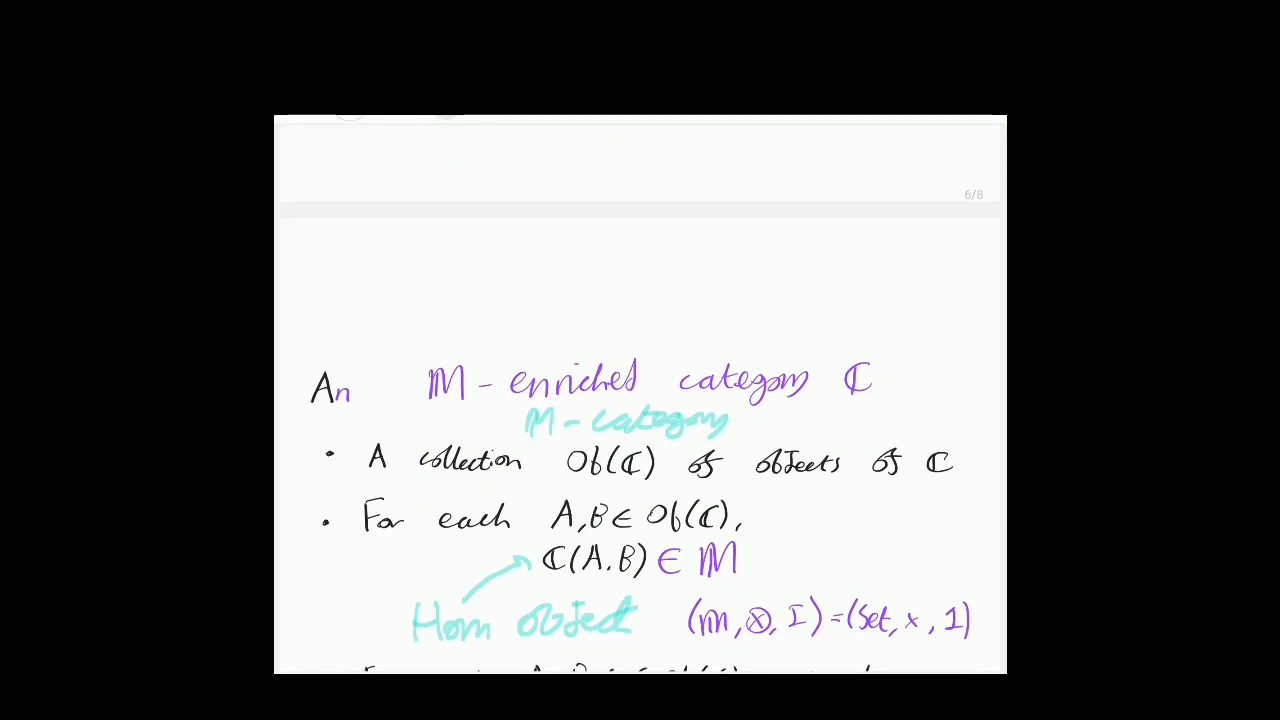 6/8
An 𝕄-enriched category ℂ
𝕄-category
• A collection Ob(ℂ) of objects of ℂ
• For each A,B ∈ Ob(ℂ),
ℂ(A,B) ∈ 𝕄
Hom object (𝕄, ⊗, I) = (Set, ×, 1)